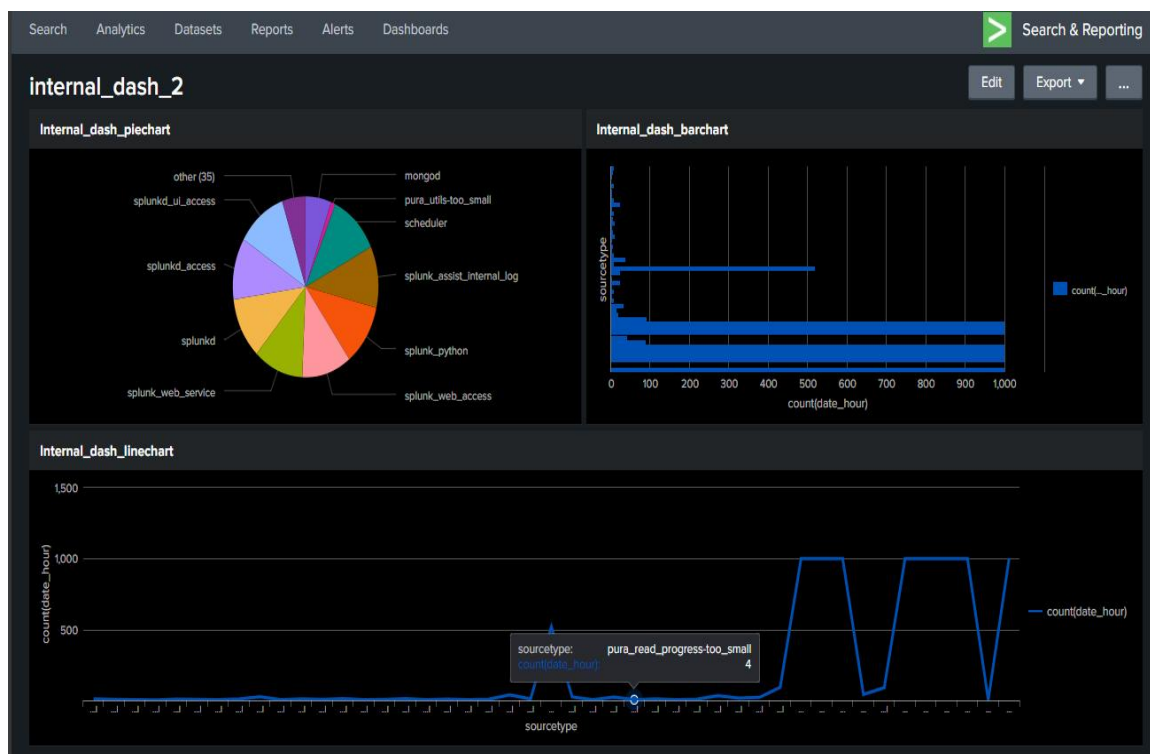 Search Analytics Datasets Reports Alerts Dashboards Search & Reporting
internal_dash_2 Edit Export ...
Internal_dash_piechart
other (35)
splunkd_ui_access
splunkd_access
splunkd
splunk_web_service
mongod
pura_utils-too_small
scheduler
splunk_assist_internal_log
splunk_python
splunk_web_access
Internal_dash_barchart
sourcetype
count(..._hour)
0 100 200 300 400 500 600 700 800 900 1,000
count(date_hour)
Internal_dash_linechart
1,500
1,000
500
count(date_hour)
count(date_hour)
sourcetype: pura_read_progress-too_small
count(date_hour): 4
sourcetype